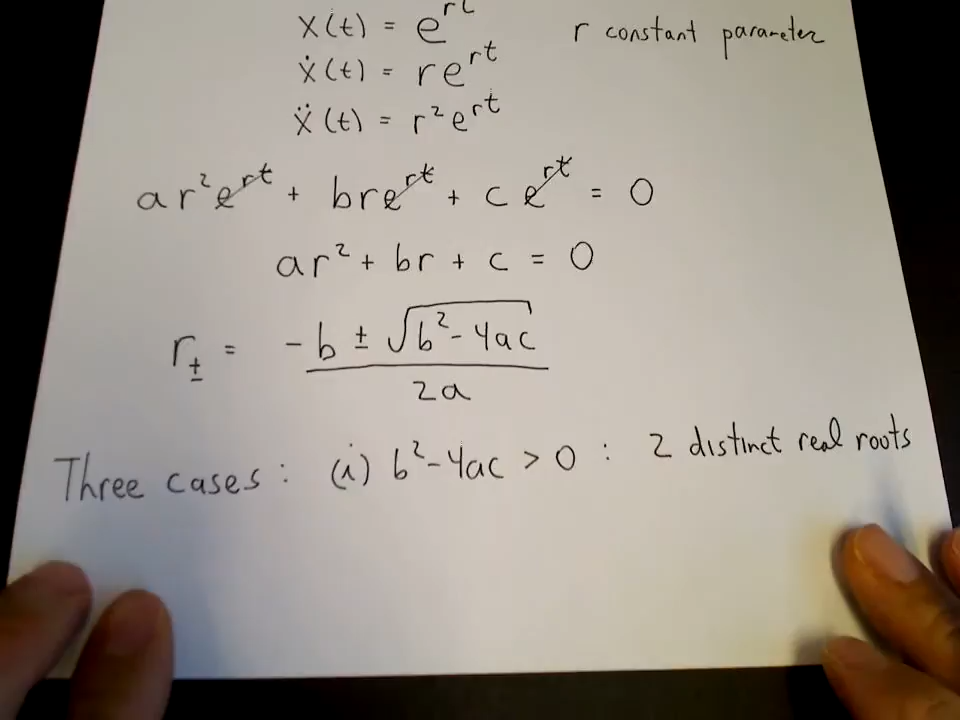 x(t) = e^{rt} r constant parameter
ẋ(t) = re^{rt}
ẍ(t) = r²e^{rt}
ar²e^{rt} + bre^{rt} + ce^{rt} = 0
ar² + br + c = 0
r± = (-b ± √(b²-4ac)) / 2a
Three cases: (i) b²-4ac > 0 : 2 distinct real roots